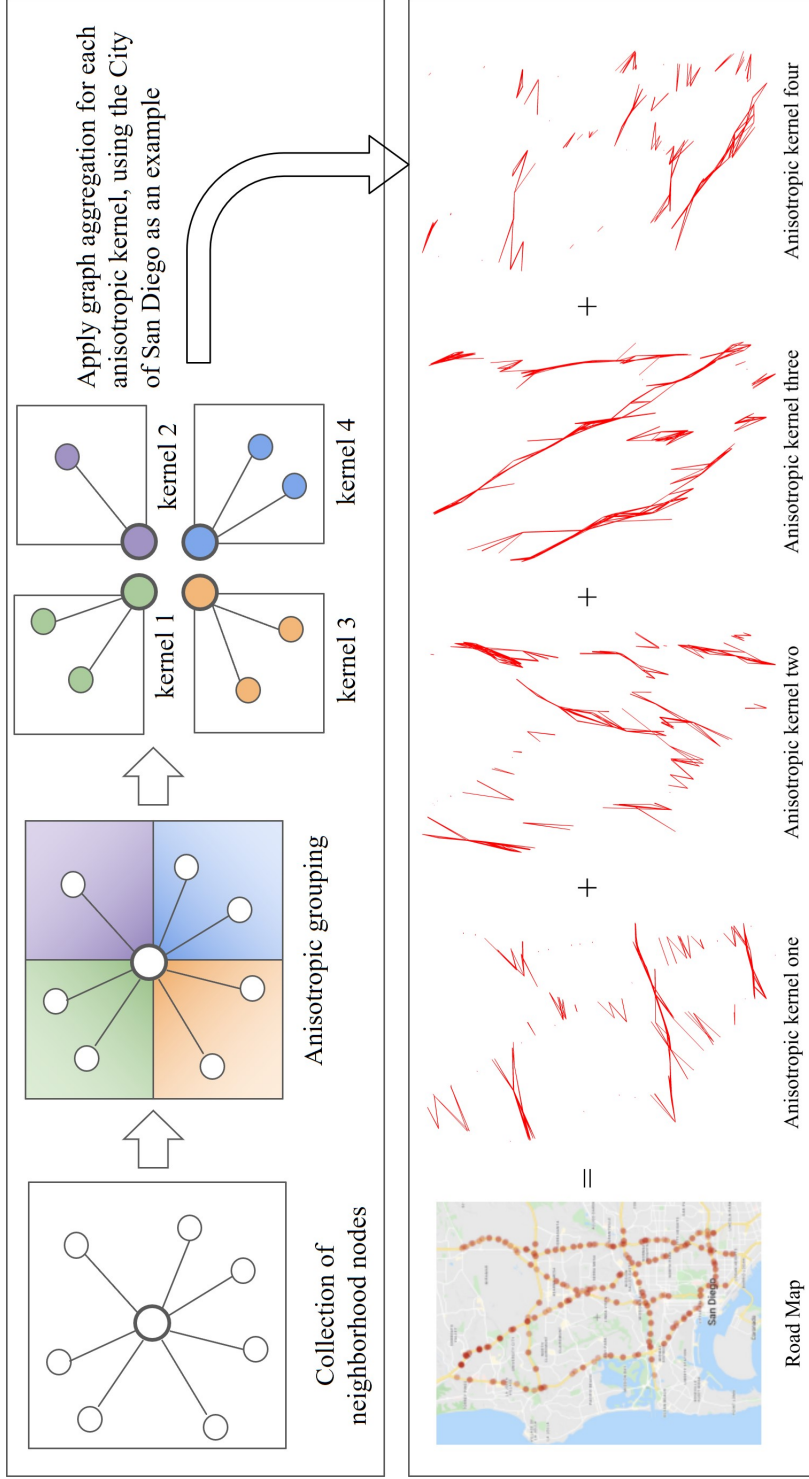 Collection of
neighborhood nodes
Anisotropic grouping
kernel 1
kernel 2
kernel 3
kernel 4
Apply graph aggregation for each
anisotropic kernel, using the City
of San Diego as an example
San Diego
Road Map
=
Anisotropic kernel one
+
Anisotropic kernel two
+
Anisotropic kernel three
+
Anisotropic kernel four